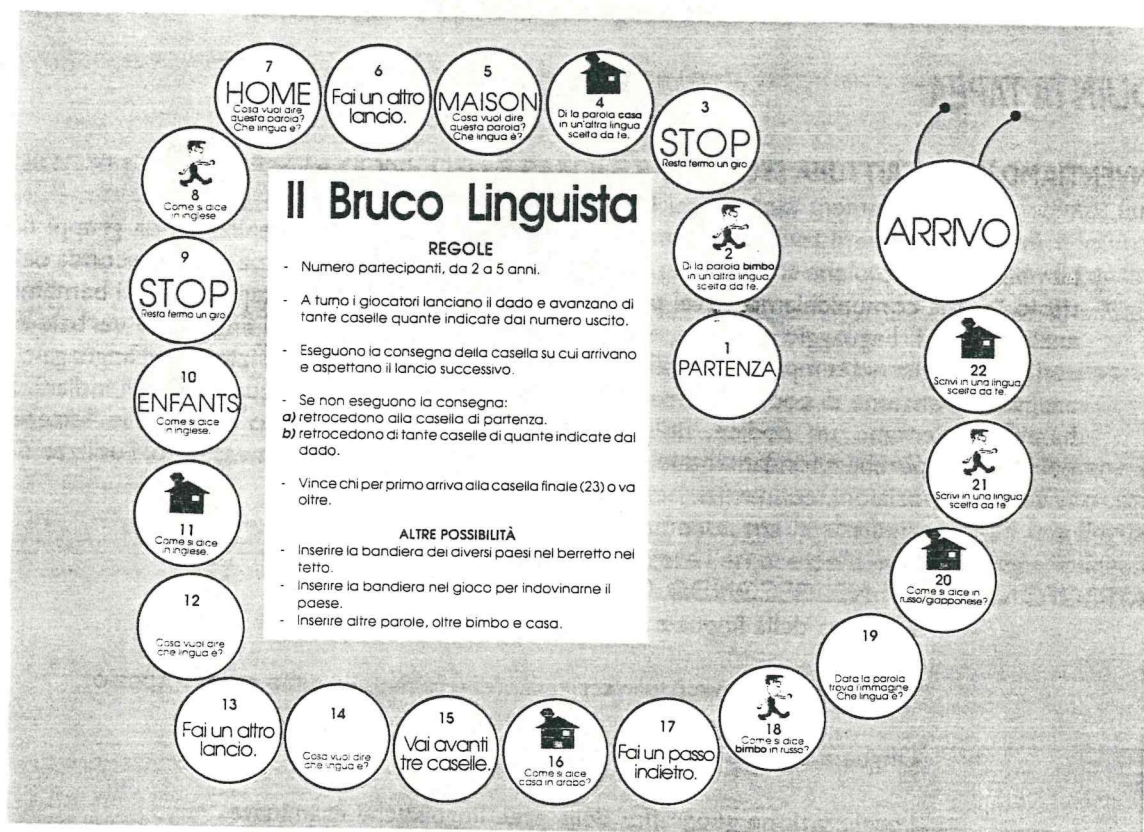 Il Bruco Linguista
REGOLE
- Numero partecipanti, da 2 a 5 anni.
- A turno i giocatori lanciano il dado e avanzano di
tante caselle quante indicate dal numero uscito.
- Eseguono la consegna della casella su cui arrivano
e aspettano il lancio successivo.
- Se non eseguono la consegna:
a) retrocedono alla casella di partenza.
b) retrocedono di tante caselle di quante indicate dal
dado.
- Vince chi per primo arriva alla casella finale (23) o va
oltre.
ALTRE POSSIBILITÀ
- Inserire la bandiera dei diversi paesi nel berretto nel
tetto.
- Inserire la bandiera nel gioco per indovinarne il
paese.
- Inserire altre parole, oltre bimbo e casa.
1
PARTENZA
2
Di la parola bimbo
in un'altra lingua
scelta da te.
3
STOP
Resta fermo un giro
4
Di la parola casa
in un'altra lingua
scelta da te.
5
MAISON
Cosa vuol dire
questa parola?
Che lingua è?
6
Fai un altro
lancio.
7
HOME
Cosa vuol dire
questa parola?
Che lingua è?
8
Come si dice
in inglese
9
STOP
Resta fermo un giro
10
ENFANTS
Come si dice
in inglese.
11
Come si dice
in inglese.
12
Cosa vuol dire
che lingua è?
13
Fai un altro
lancio.
14
Cosa vuol dire
che lingua è?
15
Vai avanti
tre caselle.
16
Come si dice
casa in arabo?
17
Fai un passo
indietro.
18
Come si dice
bimbo in russo?
19
Data la parola
trova l'immagine
Che lingua è?
20
Come si dice in
russo/giapponese?
21
Scrivi in una lingua
scelta da te
22
Scrivi in una lingua
scelta da te.
ARRIVO